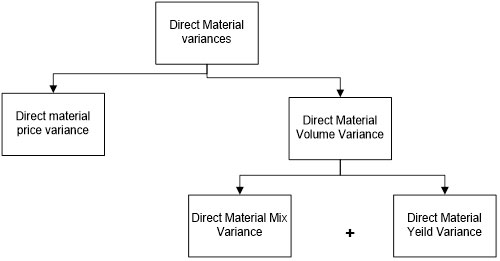 Direct Material
variances
Direct material
price variance
Direct Material
Volume Variance
Direct Material Mix
Variance
+
Direct Material
Yeild Variance